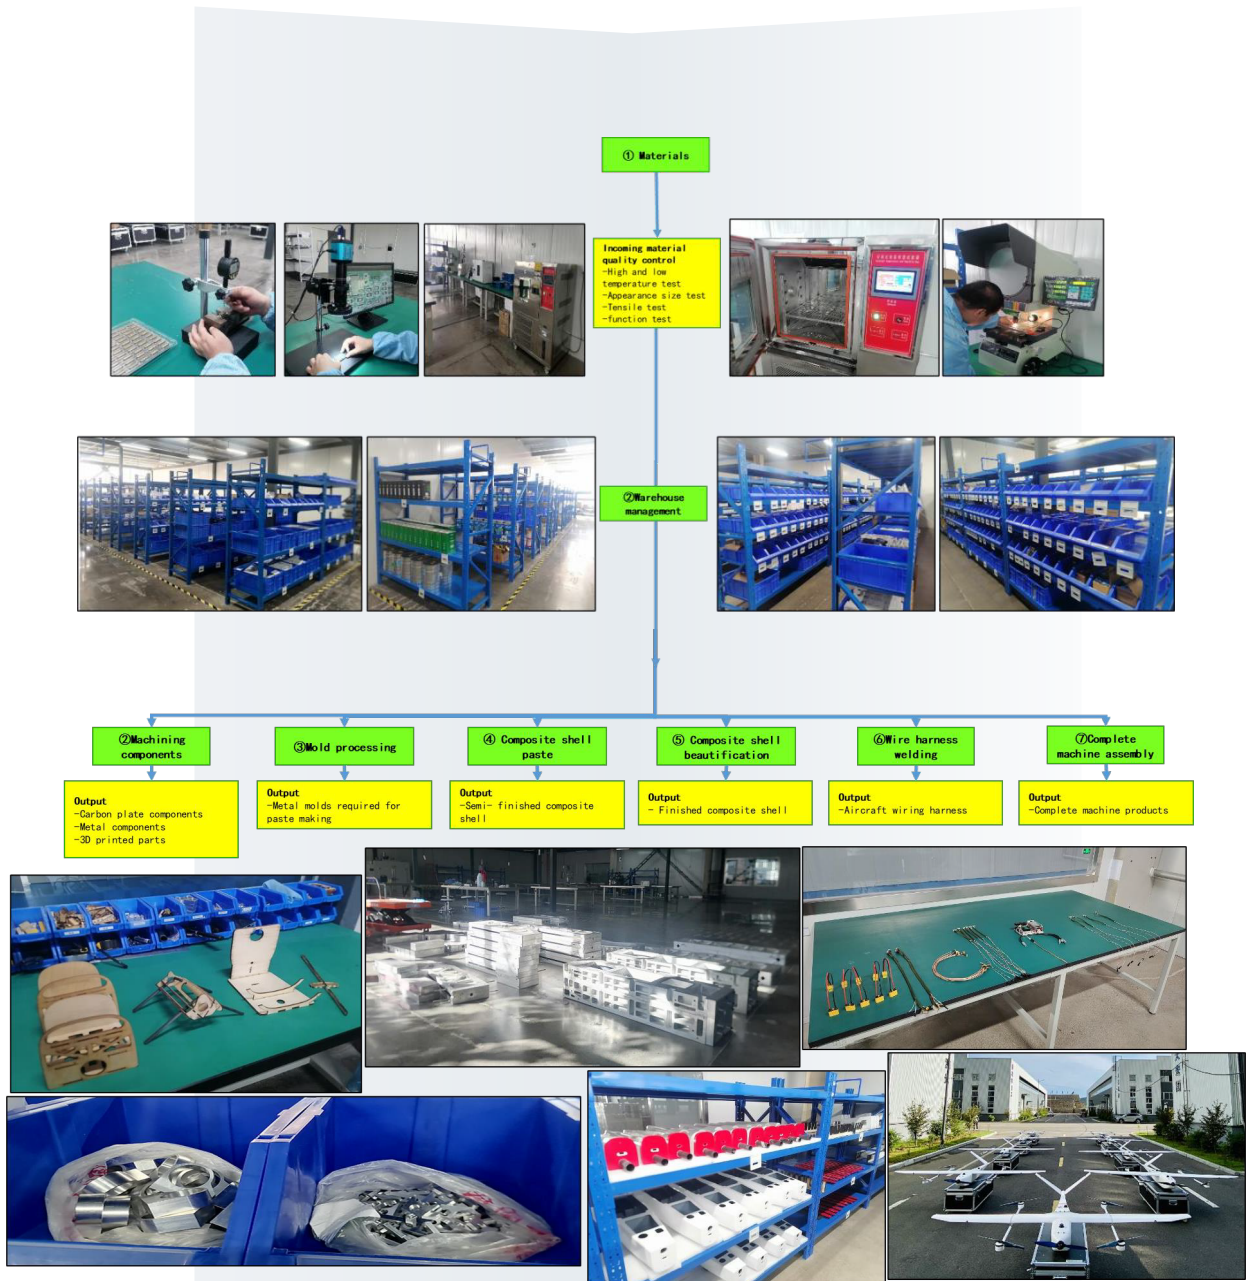 ① Materials
Incoming material
quality control
-High and low
temperature test
-Appearance size test
-Tensile test
-function test
②Warehouse
management
②Machining
components
③Mold processing
④ Composite shell
paste
⑤ Composite shell
beautification
⑥Wire harness
welding
⑦Complete
machine assembly
Output
-Carbon plate components
-Metal components
-3D printed parts
Output
-Metal molds required for
paste making
Output
-Semi- finished composite
shell
Output
- Finished composite shell
Output
-Aircraft wiring harness
Output
-Complete machine products